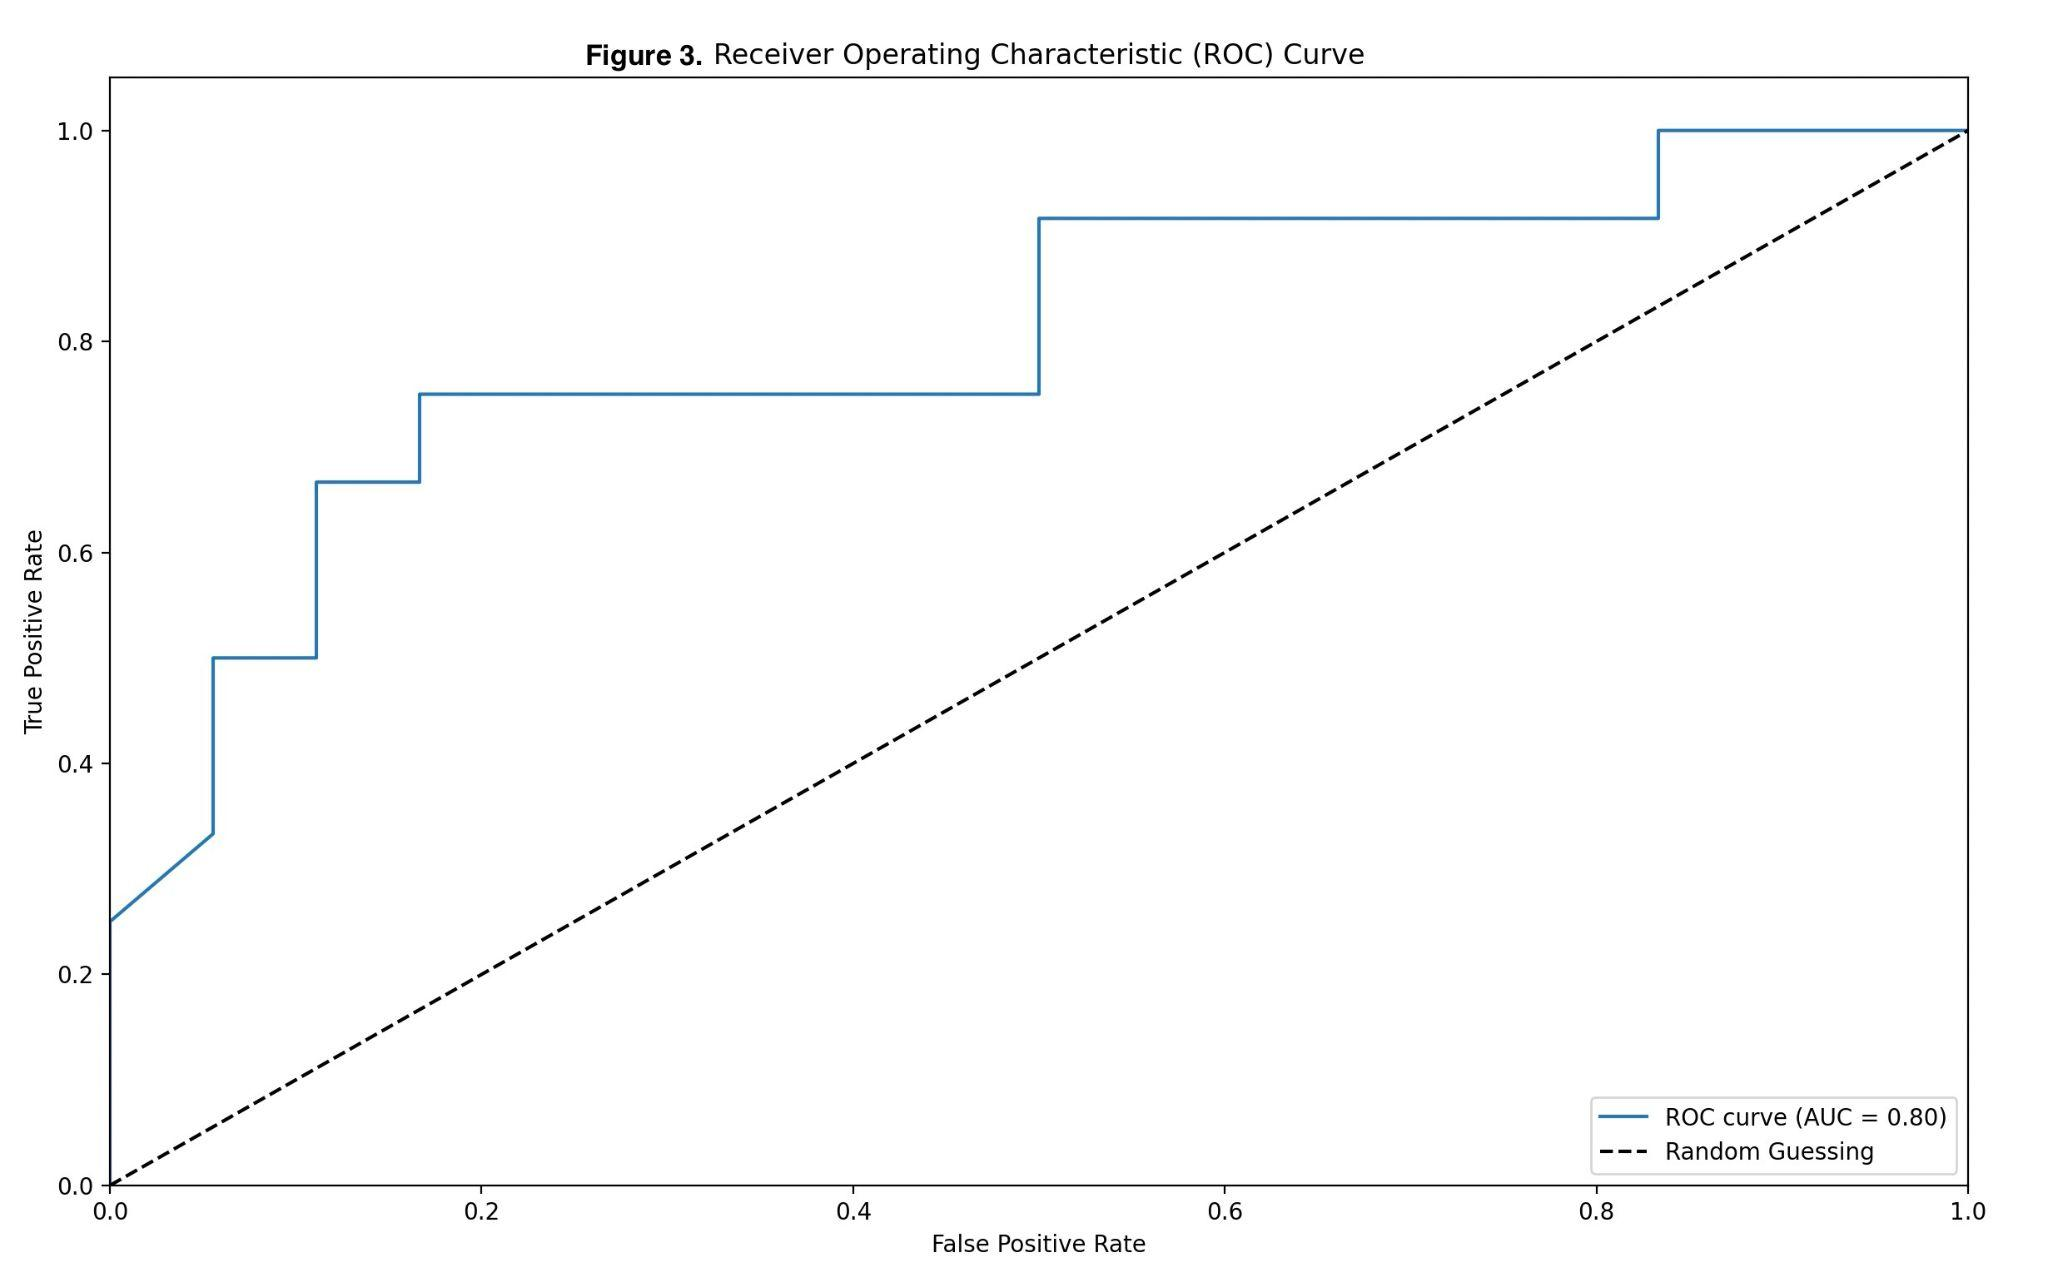 Figure 3. Receiver Operating Characteristic (ROC) Curve
1.0
0.8
0.6
0.4
0.2
0.0
True Positive Rate
0.0 0.2 0.4 0.6 0.8 1.0
False Positive Rate
ROC curve (AUC = 0.80)
Random Guessing